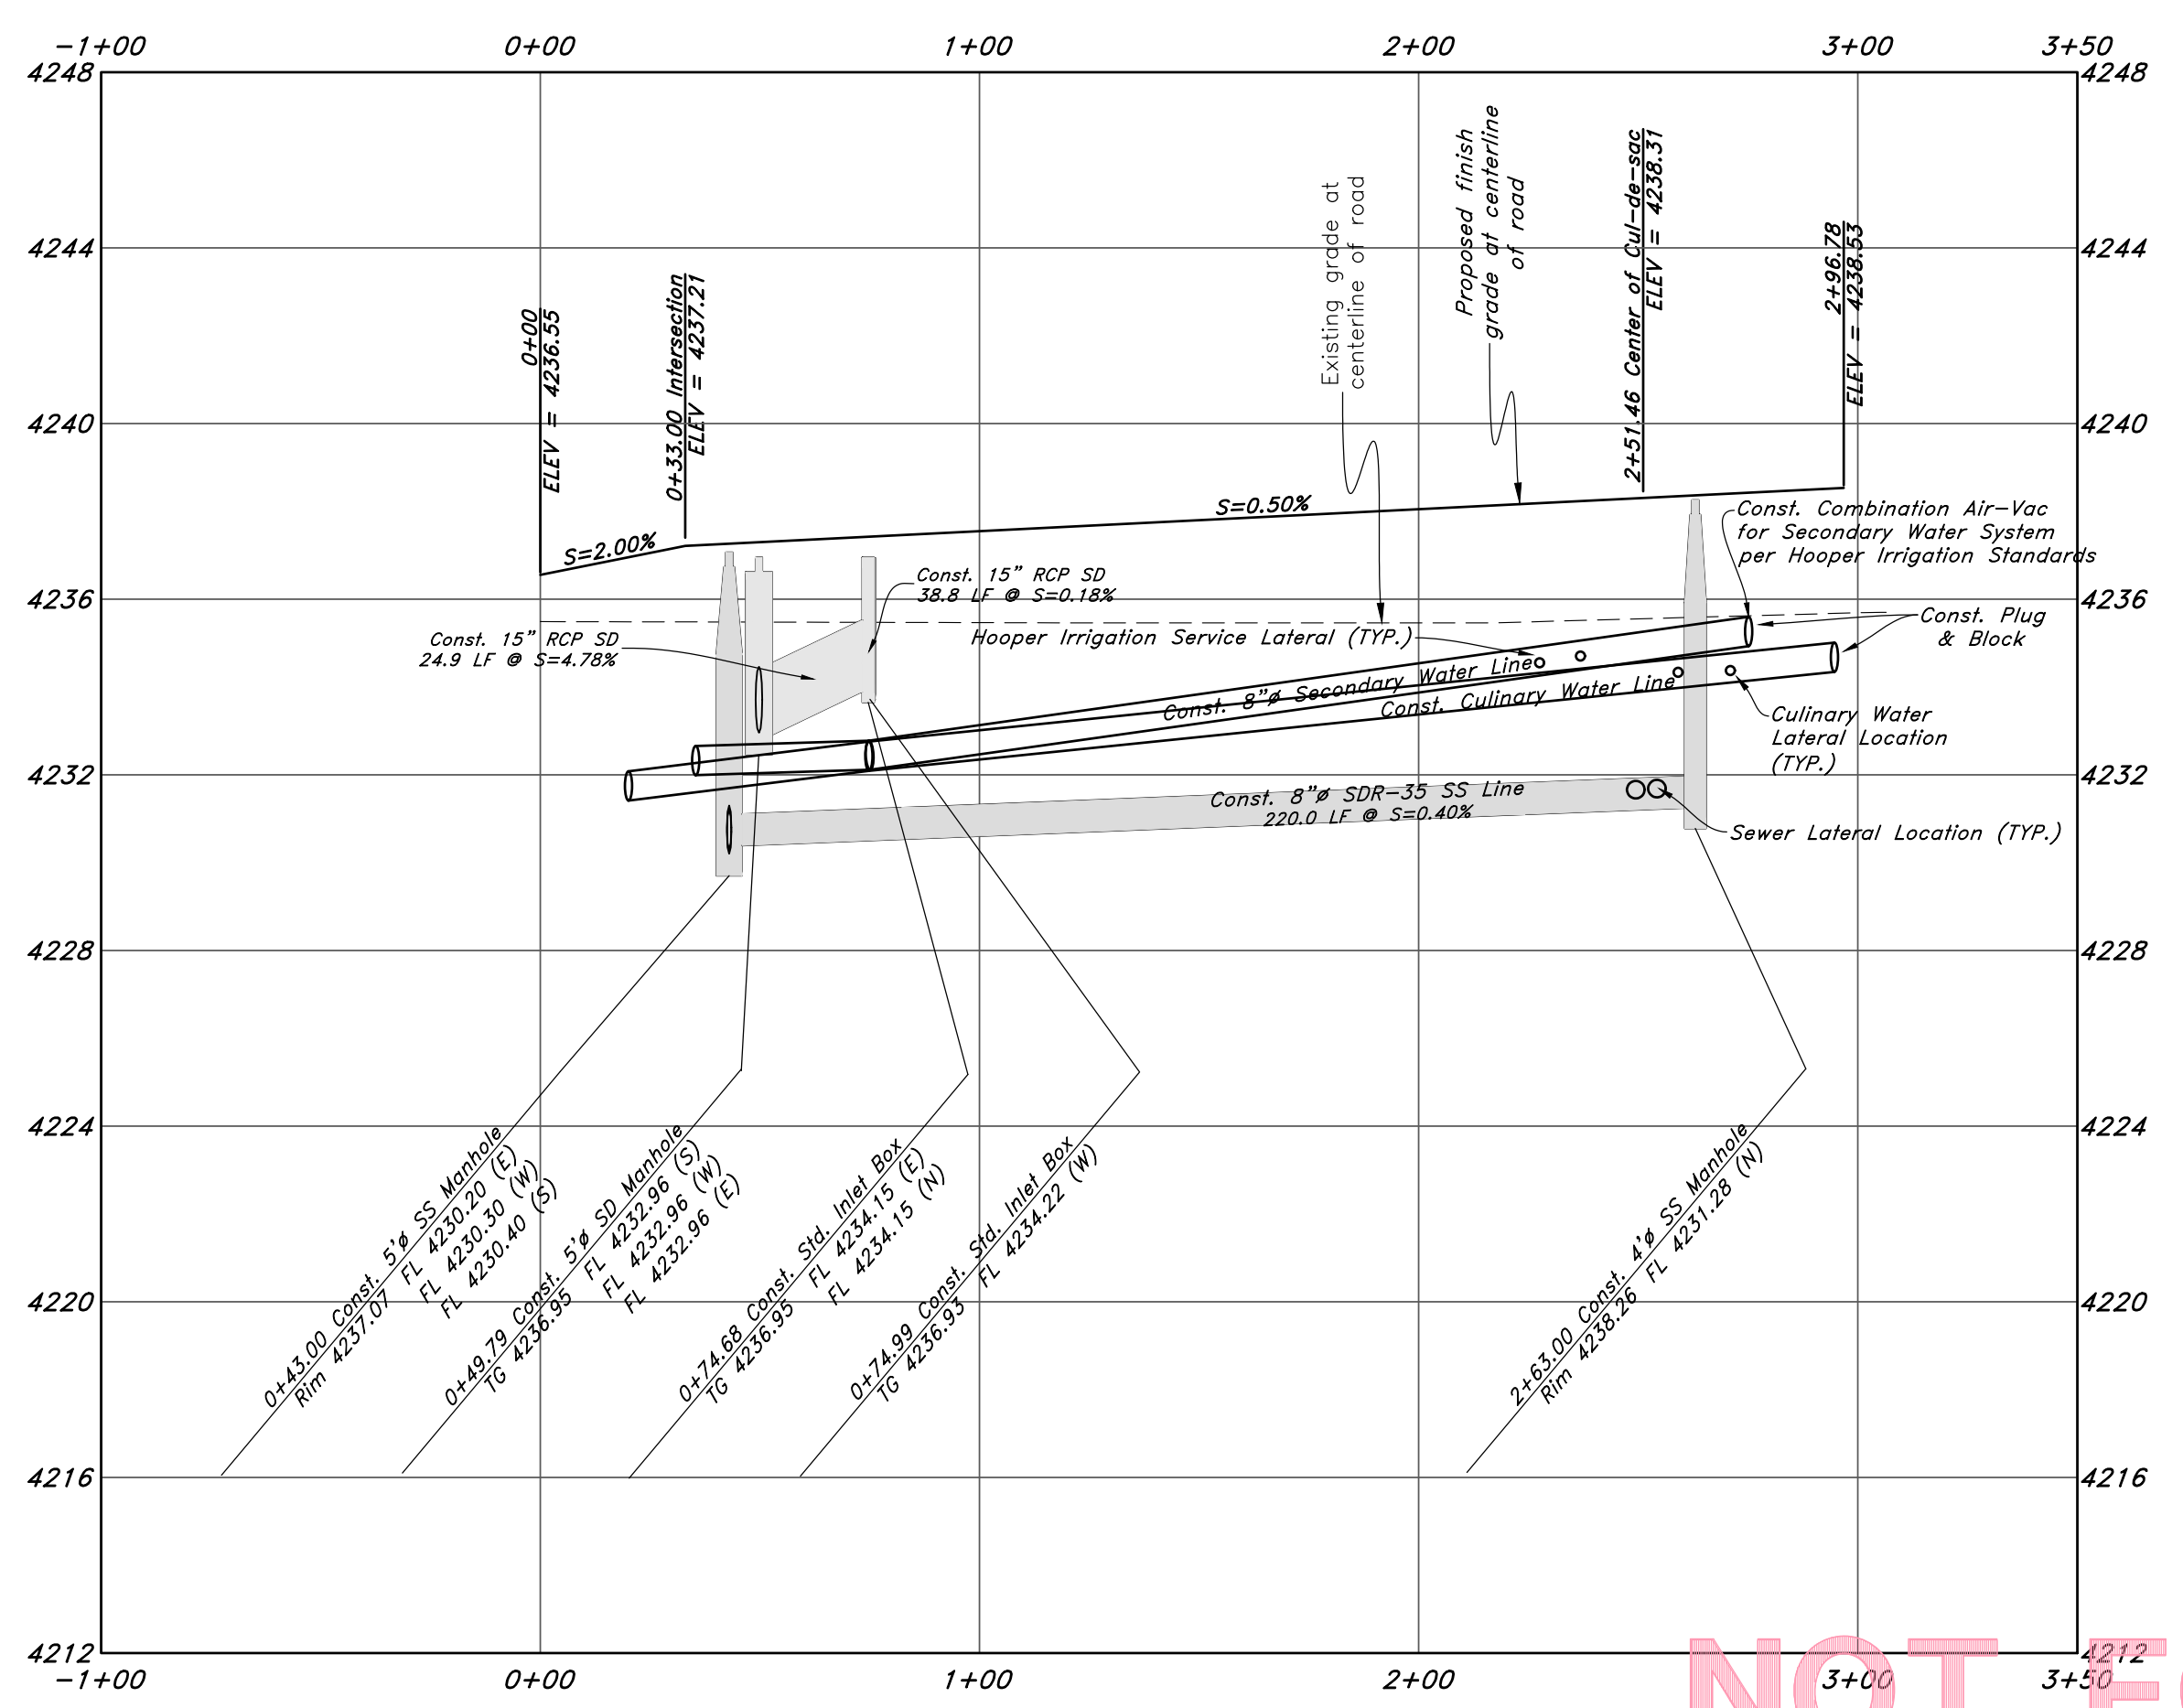 -1+00 0+00 1+00 2+00 3+00 3+50
4248 4248
4244 4244
4240 4240
4236 4236
4232 4232
4228 4228
4224 4224
4220 4220
4216 4216
4212 4212
-1+00 0+00 1+00 2+00 3+00 3+50
0+00
ELEV = 4236.55
0+33.00 Intersection
ELEV = 4237.21
Existing grade at
centerline of road
Proposed finish
grade at centerline
of road
2+51.46 Center of Cul-de-sac
ELEV = 4238.31
2+96.78
ELEV = 4238.53
S=2.00%
S=0.50%
Const. Combination Air-Vac
for Secondary Water System
per Hooper Irrigation Standards
Const. 15" RCP SD
38.8 LF @ S=0.18%
Const. 15" RCP SD
24.9 LF @ S=4.78%
Hooper Irrigation Service Lateral (TYP.)
Const. Plug
& Block
Const. 8"ø Secondary Water Line
Const. Culinary Water Line
Culinary Water
Lateral Location
(TYP.)
Const. 8"ø SDR-35 SS Line
220.0 LF @ S=0.40%
Sewer Lateral Location (TYP.)
0+43.00 Const. 5'ø SS Manhole
Rim 4237.07 FL 4230.20 (E)
FL 4230.30 (W)
FL 4230.40 (S)
0+49.79 Const. 5'ø SD Manhole
TG 4236.95 FL 4232.96 (S)
FL 4232.96 (W)
FL 4232.96 (E)
0+74.68 Const. Std. Inlet Box
TG 4236.95 FL 4234.15 (E)
FL 4234.15 (N)
0+74.99 Const. Std. Inlet Box
TG 4236.93 FL 4234.22 (W)
2+63.00 Const. 4'ø SS Manhole
Rim 4238.26 FL 4231.28 (N)
NOT